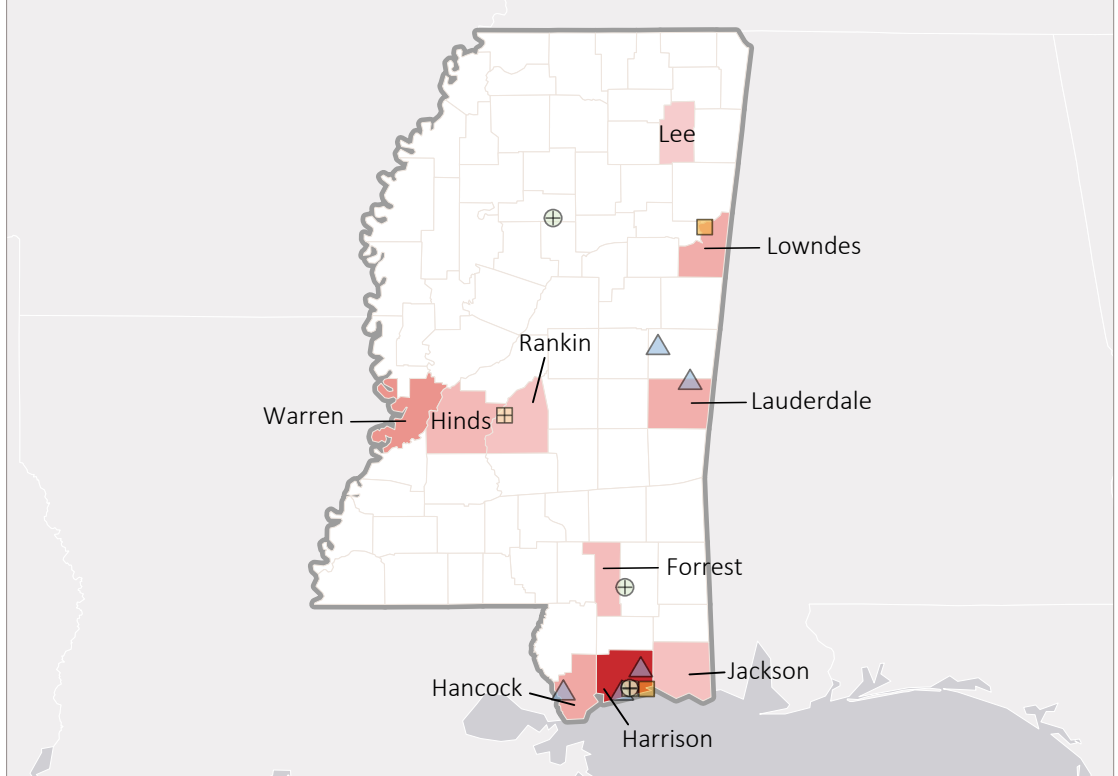 Lee
Lowndes
Rankin
Lauderdale
Warren
Hinds
Forrest
Jackson
Hancock
Harrison